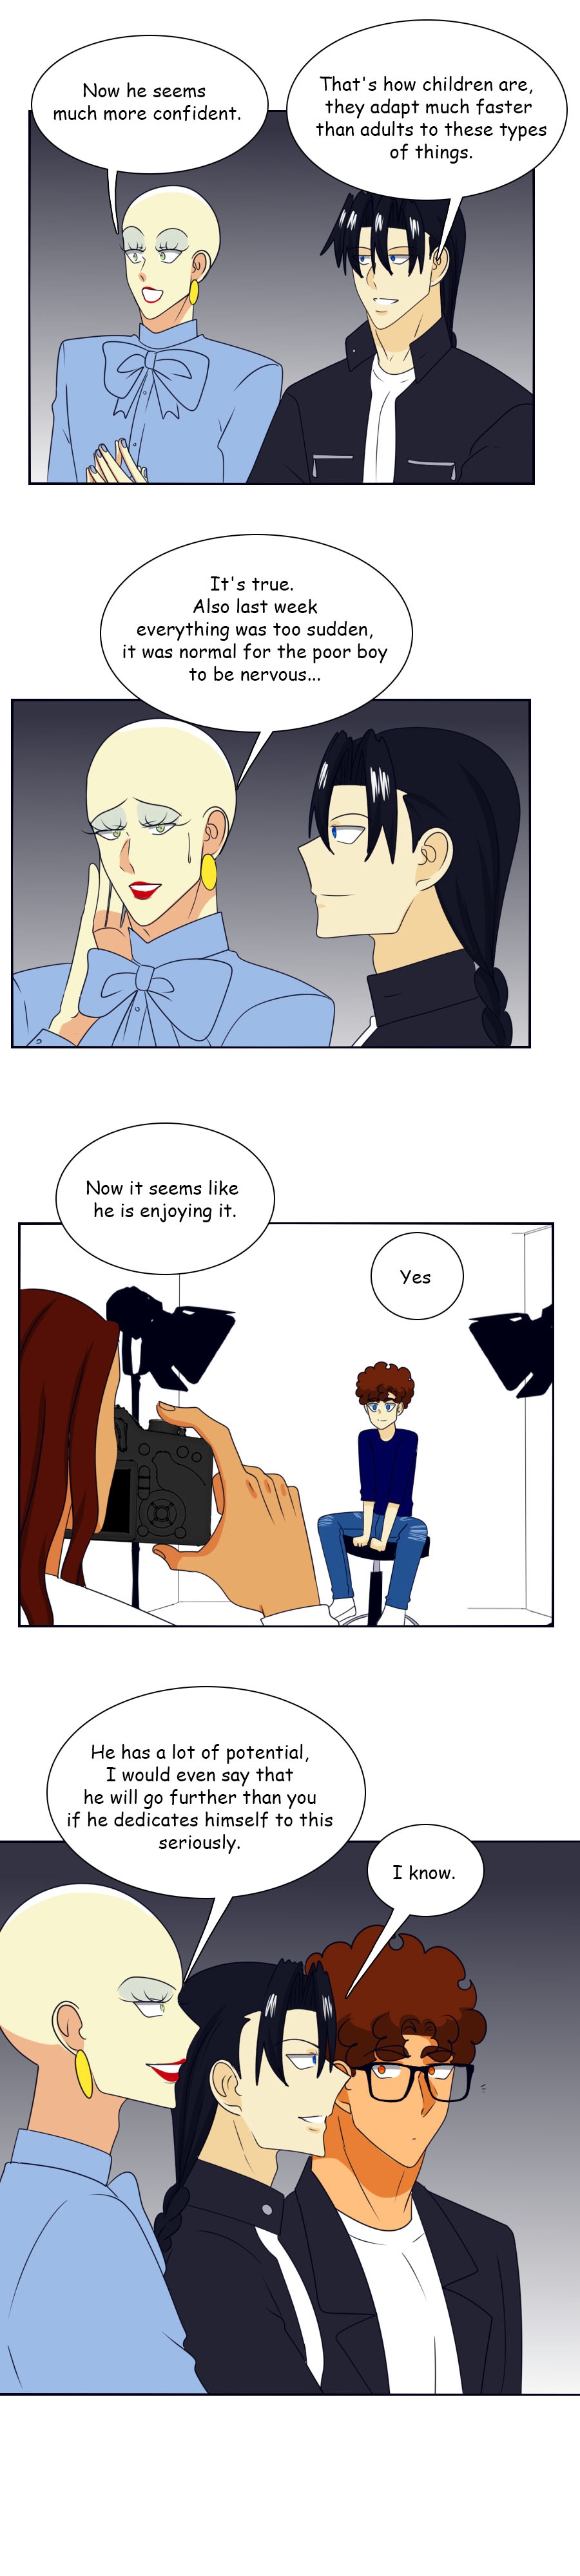 Now he seems
much more confident.
That's how children are,
they adapt much faster
than adults to these types
of things.
It's true.
Also last week
everything was too sudden,
it was normal for the poor boy
to be nervous...
Now it seems like
he is enjoying it.
Yes
He has a lot of potential,
I would even say that
he will go further than you
if he dedicates himself to this
seriously.
I know.